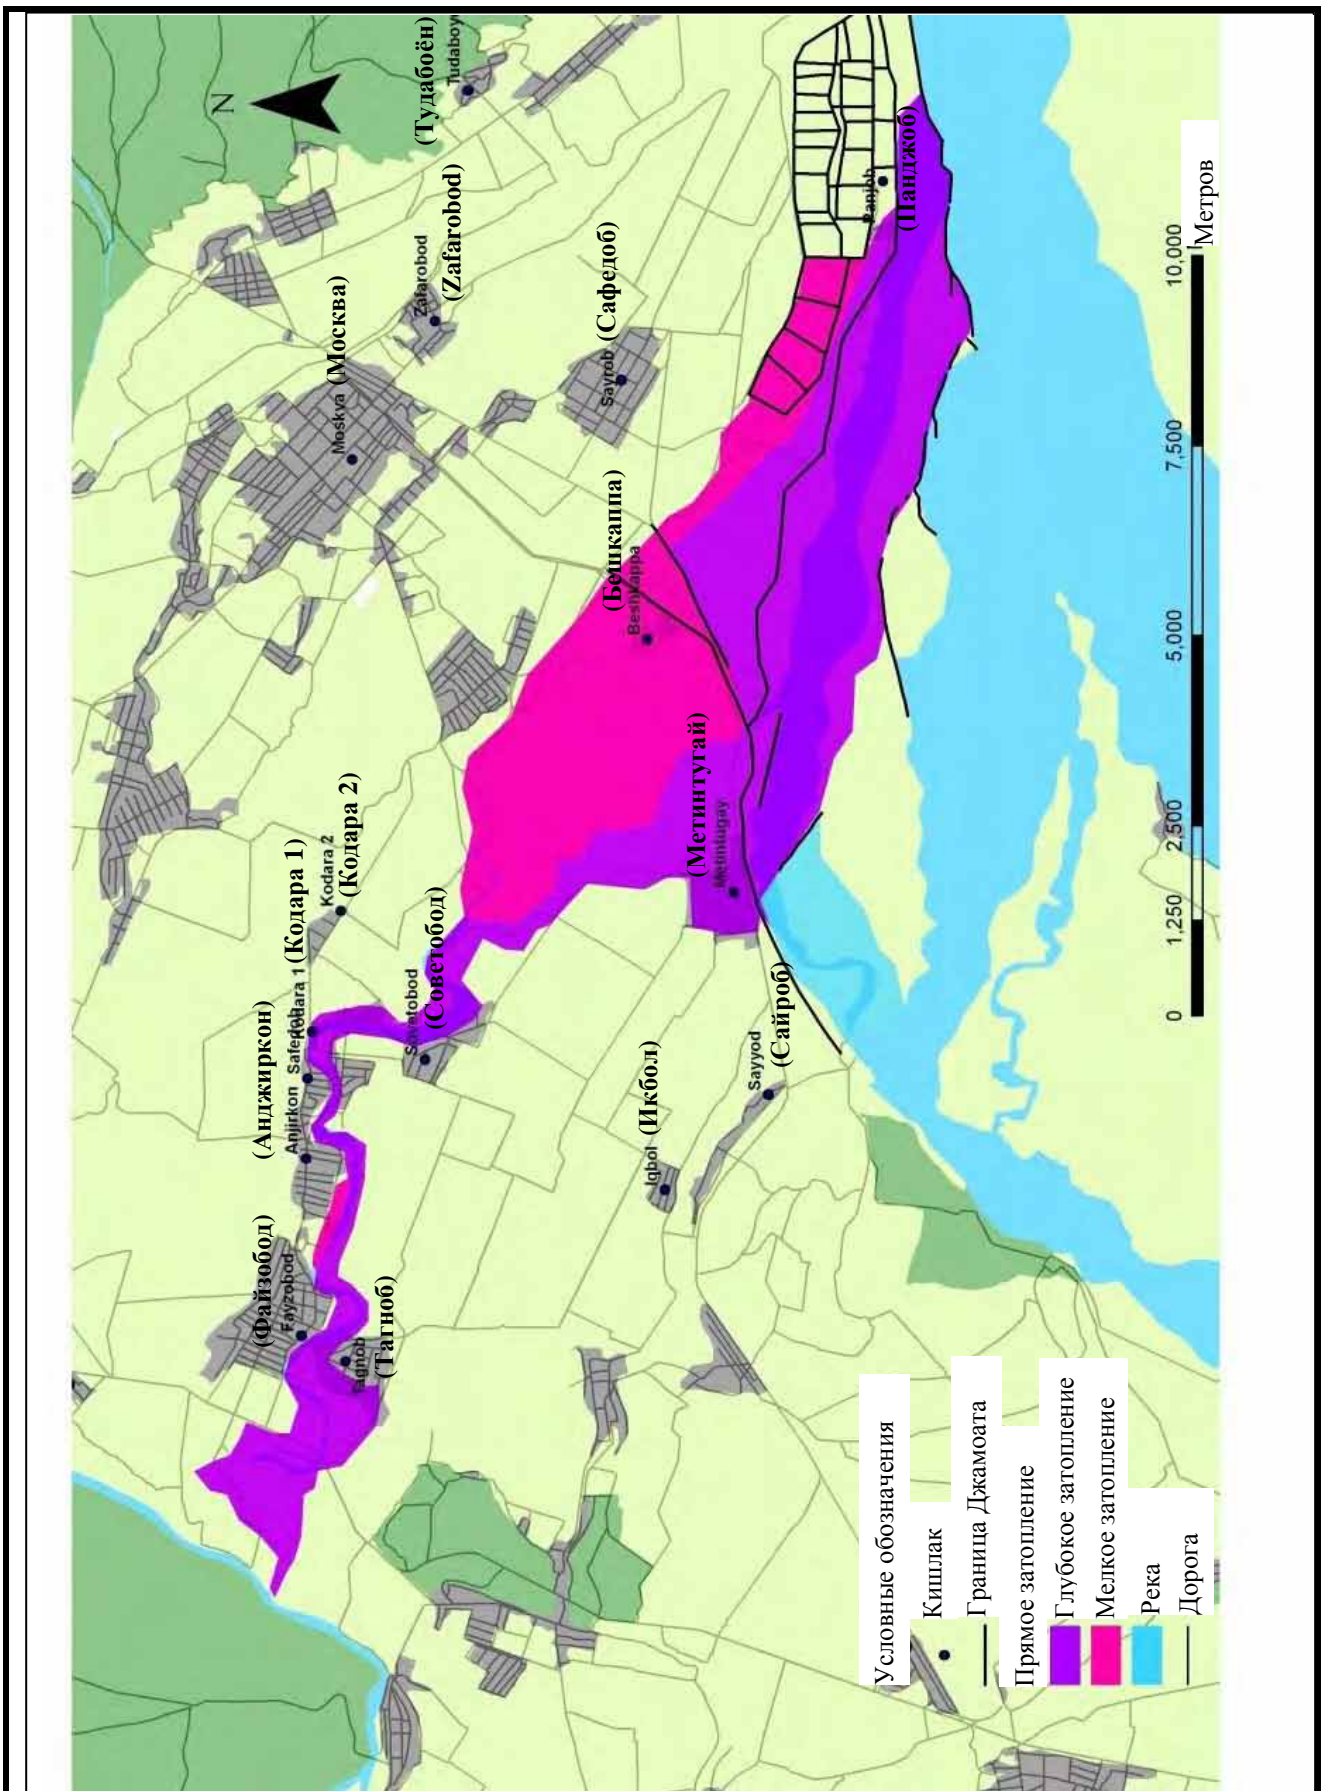 N
Tudaboy
(Тудабоён)
Zafarobod
(Zafarobod)
Moskva (Москва)
Sayrob (Сафедоб)
Panjob
(Панджоб)
Beshkappa
(Бешкаппа)
Metintugay
(Метинтугай)
Kodara 2
(Кодара 2)
Kodara 1 (Кодара 1)
Anjirkon
(Анджиркон)
Sovetobod
(Советобод)
Iqbol (Икбол)
Sayyod
(Сайроб)
Fayzobod
(Файзобод)
Tagnob
(Тагноб)
Условные обозначения
Кишлак
Граница Джамоата
Прямое затопление
Глубокое затопление
Мелкое затопление
Река
Дорога
0 1,250 2,500 5,000 7,500 10,000
Метров